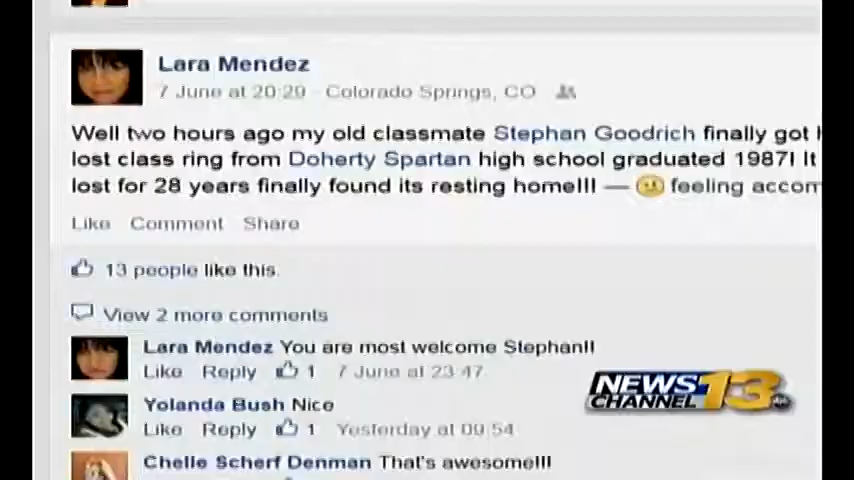 Lara Mendez
7 June at 20:29 · Colorado Springs, CO
Well two hours ago my old classmate Stephan Goodrich finally got
lost class ring from Doherty Spartan high school graduated 1987! It
lost for 28 years finally found its resting home!!! — feeling accom
Like Comment Share
13 people like this.
View 2 more comments
Lara Mendez You are most welcome Stephan!!
Like Reply 1 7 June at 23:47
Yolanda Bush Nice
Like Reply 1 Yesterday at 09:54
Chelle Scherf Denman That's awesome!!!
NEWS
CHANNEL 13